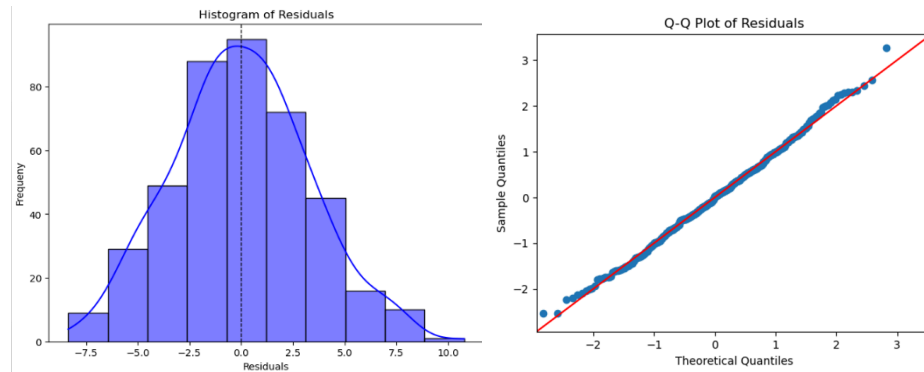 Histogram of Residuals
Frequeny
80
60
40
20
0
−7.5 −5.0 −2.5 0.0 2.5 5.0 7.5 10.0
Residuals
Q-Q Plot of Residuals
Sample Quantiles
3
2
1
0
−1
−2
−2 −1 0 1 2 3
Theoretical Quantiles